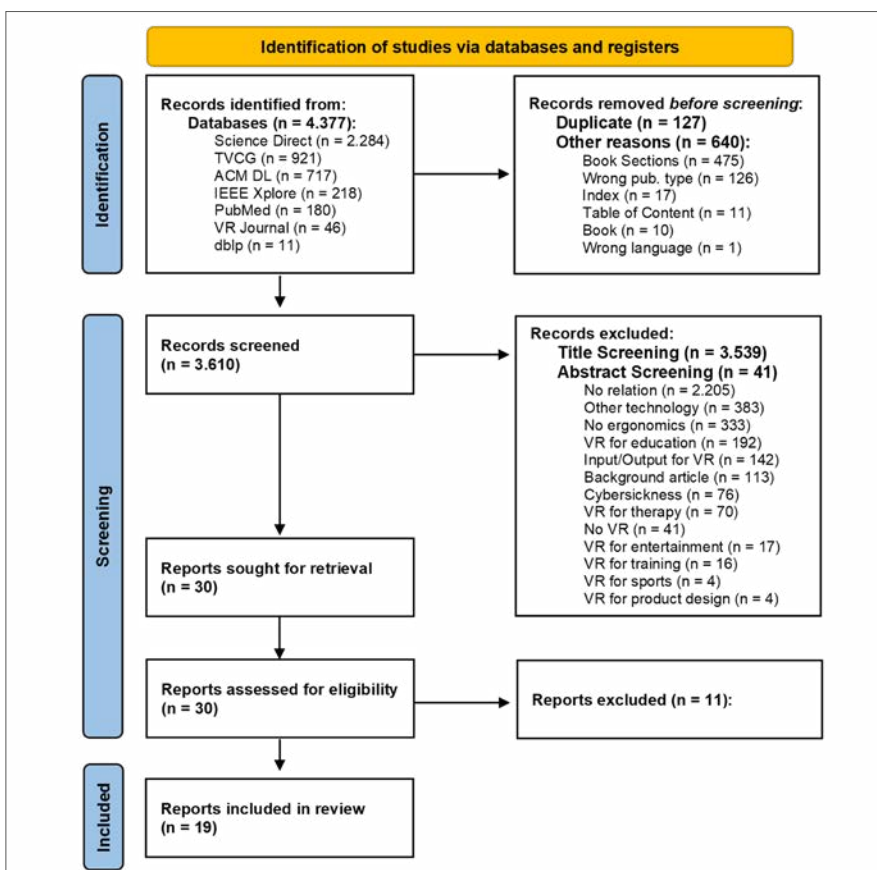 Identification of studies via databases and registers
Identification
Records identified from:
Databases (n = 4.377):
Science Direct (n = 2.284)
TVCG (n = 921)
ACM DL (n = 717)
IEEE Xplore (n = 218)
PubMed (n = 180)
VR Journal (n = 46)
dblp (n = 11)
Records removed before screening:
Duplicate (n = 127)
Other reasons (n = 640):
Book Sections (n = 475)
Wrong pub. type (n = 126)
Index (n = 17)
Table of Content (n = 11)
Book (n = 10)
Wrong language (n = 1)
Screening
Records screened
(n = 3.610)
Records excluded:
Title Screening (n = 3.539)
Abstract Screening (n = 41)
No relation (n = 2.205)
Other technology (n = 383)
No ergonomics (n = 333)
VR for education (n = 192)
Input/Output for VR (n = 142)
Background article (n = 113)
Cybersickness (n = 76)
VR for therapy (n = 70)
No VR (n = 41)
VR for entertainment (n = 17)
VR for training (n = 16)
VR for sports (n = 4)
VR for product design (n = 4)
Reports sought for retrieval
(n = 30)
Reports assessed for eligibility
(n = 30)
Reports excluded (n = 11):
Included
Reports included in review
(n = 19)